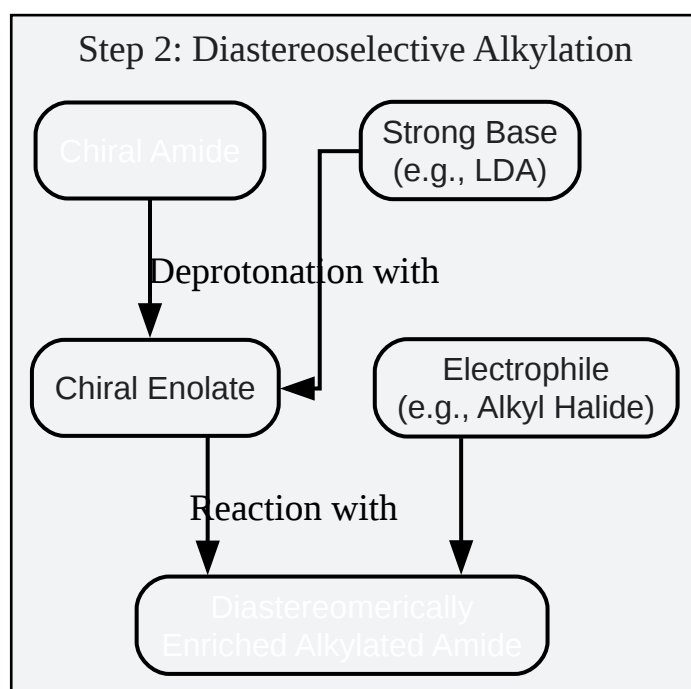 Step 2: Diastereoselective Alkylation
Chiral Amide
Strong Base
(e.g., LDA)
Deprotonation with
Chiral Enolate
Electrophile
(e.g., Alkyl Halide)
Reaction with
Diastereomerically
Enriched Alkylated Amide